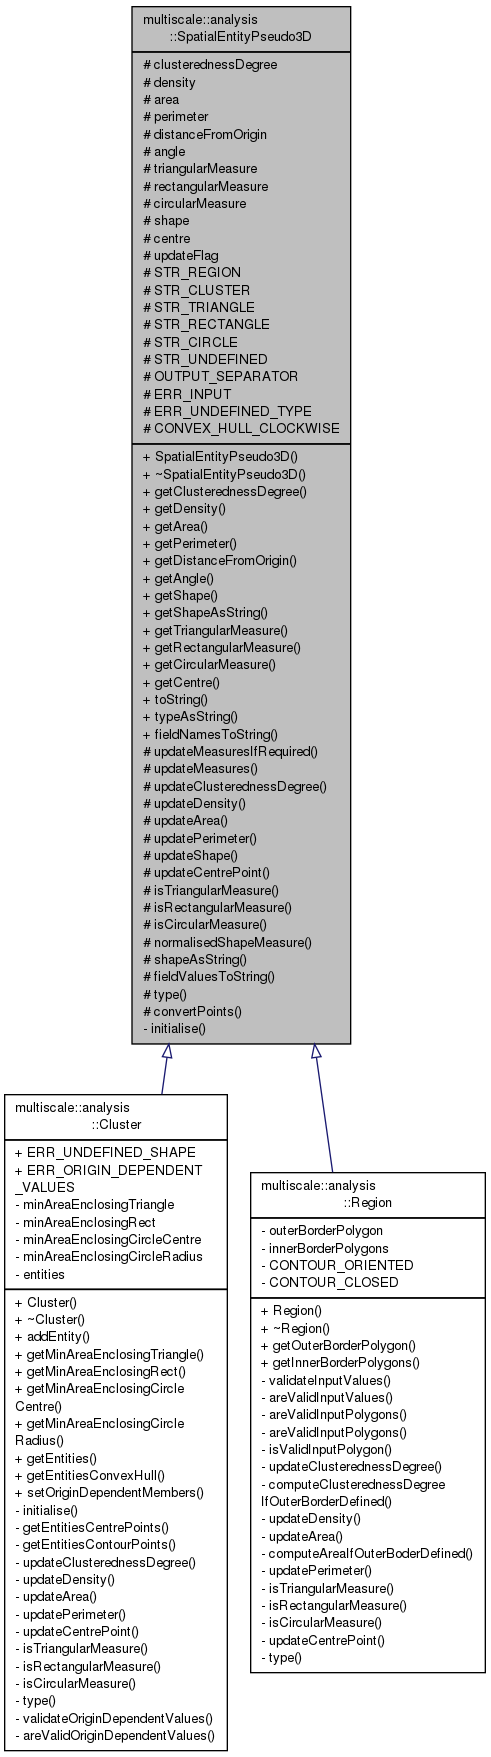 multiscale::analysis
::SpatialEntityPseudo3D
# clusterednessDegree
# density
# area
# perimeter
# distanceFromOrigin
# angle
# triangularMeasure
# rectangularMeasure
# circularMeasure
# shape
# centre
# updateFlag
# STR_REGION
# STR_CLUSTER
# STR_TRIANGLE
# STR_RECTANGLE
# STR_CIRCLE
# STR_UNDEFINED
# OUTPUT_SEPARATOR
# ERR_INPUT
# ERR_UNDEFINED_TYPE
# CONVEX_HULL_CLOCKWISE
+ SpatialEntityPseudo3D()
+ ~SpatialEntityPseudo3D()
+ getClusterednessDegree()
+ getDensity()
+ getArea()
+ getPerimeter()
+ getDistanceFromOrigin()
+ getAngle()
+ getShape()
+ getShapeAsString()
+ getTriangularMeasure()
+ getRectangularMeasure()
+ getCircularMeasure()
+ getCentre()
+ toString()
+ typeAsString()
+ fieldNamesToString()
# updateMeasuresIfRequired()
# updateMeasures()
# updateClusterednessDegree()
# updateDensity()
# updateArea()
# updatePerimeter()
# updateShape()
# updateCentrePoint()
# isTriangularMeasure()
# isRectangularMeasure()
# isCircularMeasure()
# normalisedShapeMeasure()
# shapeAsString()
# fieldValuesToString()
# type()
# convertPoints()
- initialise()
multiscale::analysis
::Cluster
+ ERR_UNDEFINED_SHAPE
+ ERR_ORIGIN_DEPENDENT
_VALUES
- minAreaEnclosingTriangle
- minAreaEnclosingRect
- minAreaEnclosingCircleCentre
- minAreaEnclosingCircleRadius
- entities
+ Cluster()
+ ~Cluster()
+ addEntity()
+ getMinAreaEnclosingTriangle()
+ getMinAreaEnclosingRect()
+ getMinAreaEnclosingCircle
Centre()
+ getMinAreaEnclosingCircle
Radius()
+ getEntities()
+ getEntitiesConvexHull()
+ setOriginDependentMembers()
- initialise()
- getEntitiesCentrePoints()
- getEntitiesContourPoints()
- updateClusterednessDegree()
- updateDensity()
- updateArea()
- updatePerimeter()
- updateCentrePoint()
- isTriangularMeasure()
- isRectangularMeasure()
- isCircularMeasure()
- type()
- validateOriginDependentValues()
- areValidOriginDependentValues()
multiscale::analysis
::Region
- outerBorderPolygon
- innerBorderPolygons
- CONTOUR_ORIENTED
- CONTOUR_CLOSED
+ Region()
+ ~Region()
+ getOuterBorderPolygon()
+ getInnerBorderPolygons()
- validateInputValues()
- areValidInputValues()
- areValidInputPolygons()
- areValidInputPolygons()
- isValidInputPolygon()
- updateClusterednessDegree()
- computeClusterednessDegree
IfOuterBorderDefined()
- updateDensity()
- updateArea()
- computeAreaIfOuterBoderDefined()
- updatePerimeter()
- isTriangularMeasure()
- isRectangularMeasure()
- isCircularMeasure()
- updateCentrePoint()
- type()